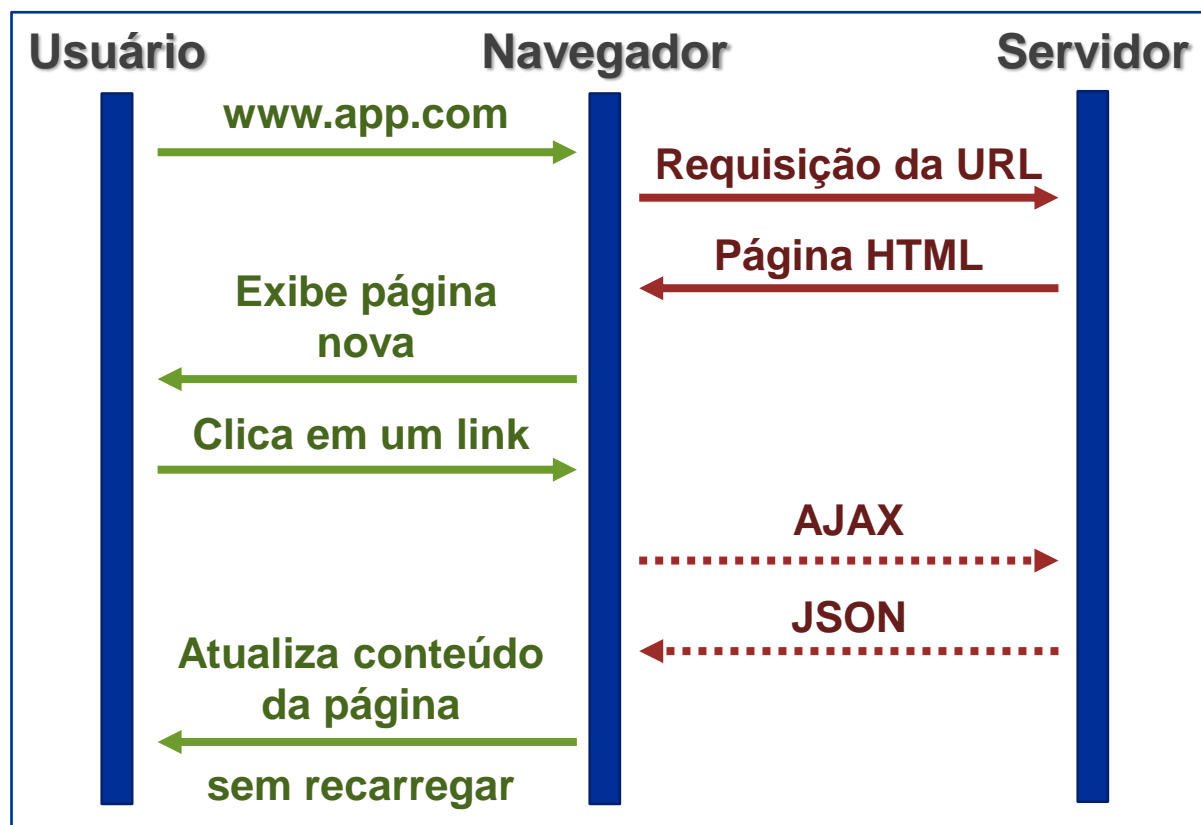 Usuário
Navegador
Servidor
www.app.com
Requisição da URL
Página HTML
Exibe página
nova
Clica em um link
AJAX
JSON
Atualiza conteúdo
da página
sem recarregar